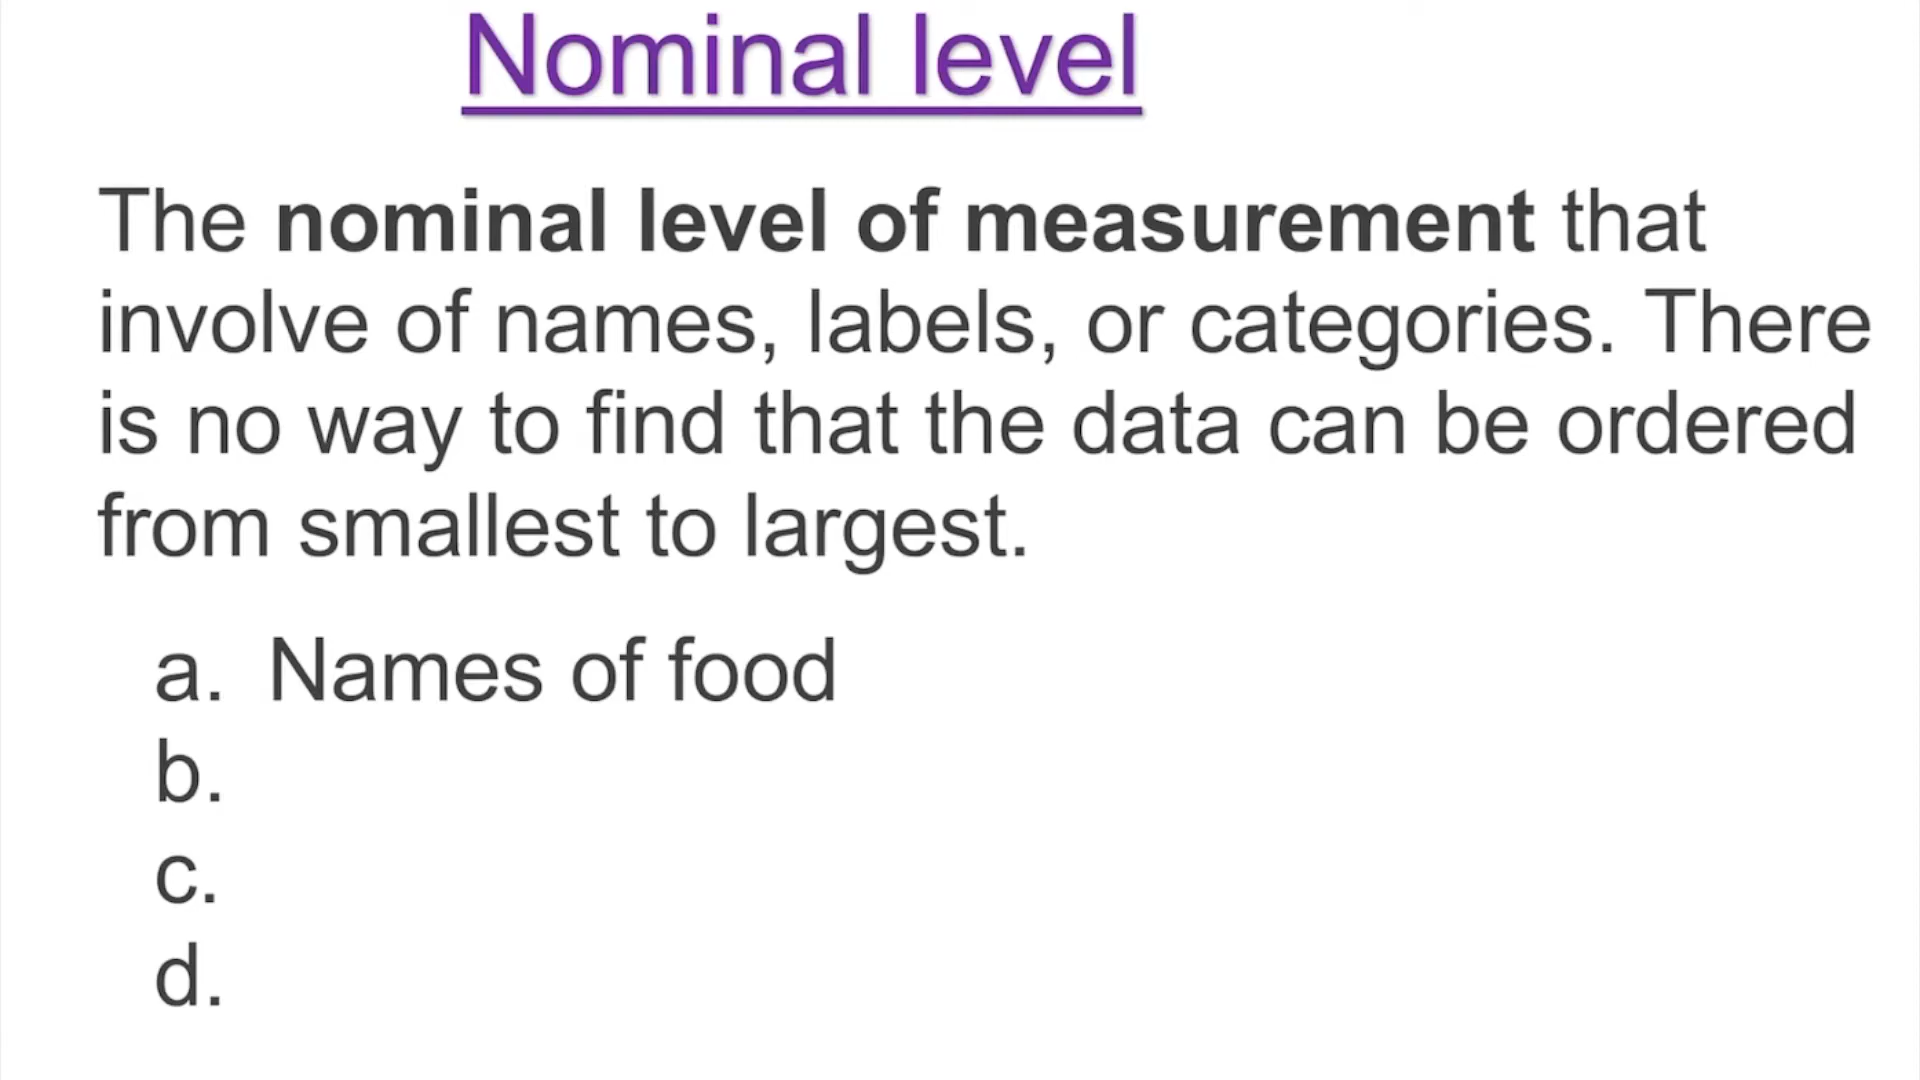 Nominal level
The nominal level of measurement that
involve of names, labels, or categories. There
is no way to find that the data can be ordered
from smallest to largest.
a. Names of food
b.
c.
d.